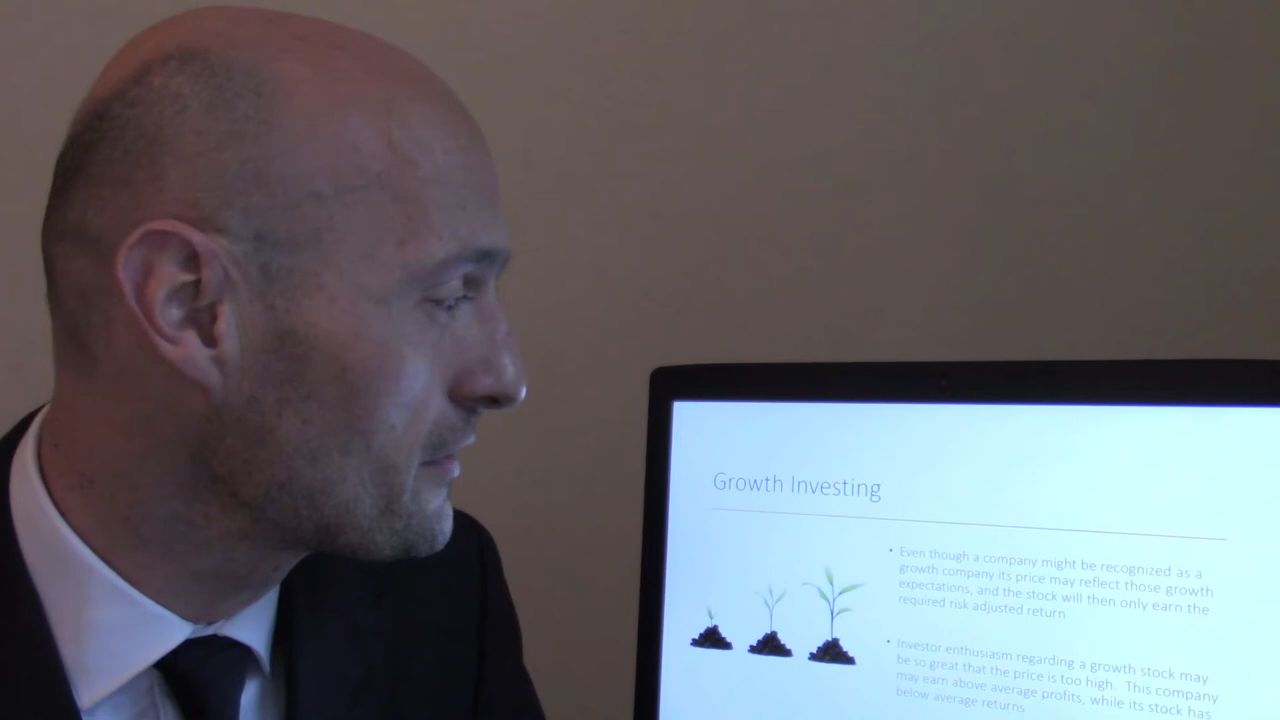 Growth Investing
• Even though a company might be recognized as a
growth company its price may reflect those growth
expectations, and the stock will then only earn the
required risk adjusted return
• Investor enthusiasm regarding a growth stock may
be so great that the price is too high. This company
may earn above average profits, while its stock has
below average returns